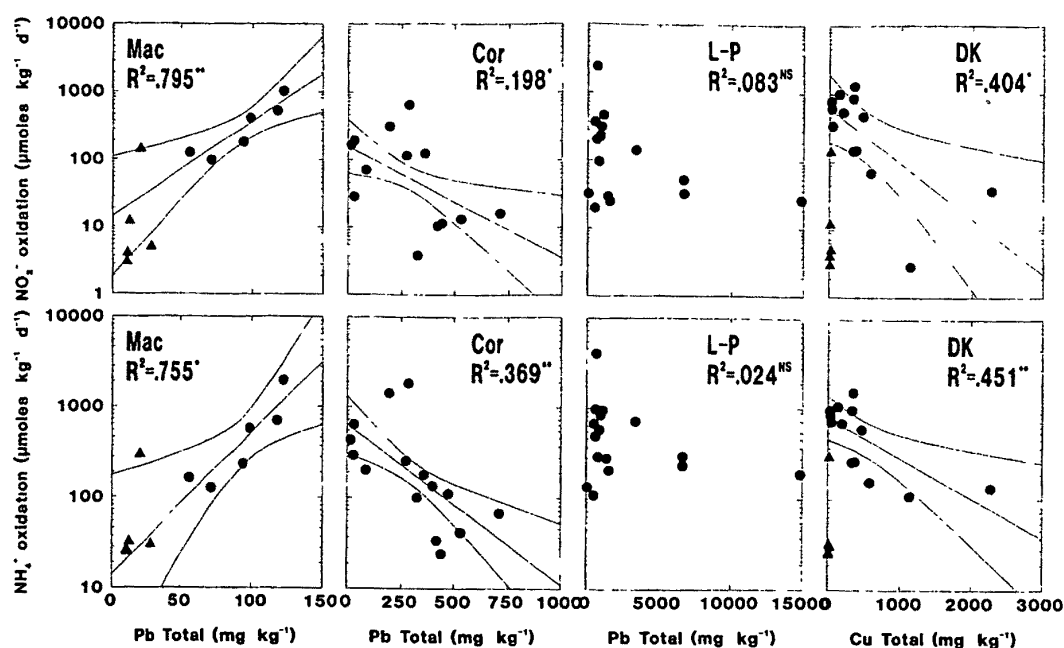 NO₂⁻ oxidation (μmoles kg⁻¹ d⁻¹)
10000
1000
100
10
1
Mac
R²=.795**
Cor
R²=.198*
L-P
R²=.083NS
DK
R²=.404*
NH₄⁺ oxidation (μmoles kg⁻¹ d⁻¹)
10000
1000
100
10
Mac
R²=.755*
Cor
R²=.369**
L-P
R²=.024NS
DK
R²=.451**
0 50 100 150 0 250 500 750 1000 0 5000 10000 15000 0 1000 2000 3000
Pb Total (mg kg⁻¹) Pb Total (mg kg⁻¹) Pb Total (mg kg⁻¹) Cu Total (mg kg⁻¹)